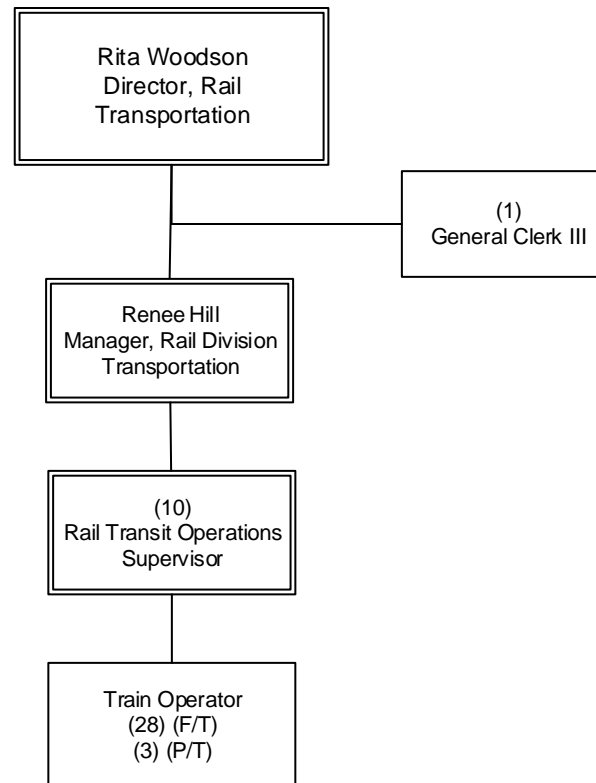 Rita Woodson
Director, Rail
Transportation
(1)
General Clerk III
Renee Hill
Manager, Rail Division
Transportation
(10)
Rail Transit Operations
Supervisor
Train Operator
(28) (F/T)
(3) (P/T)